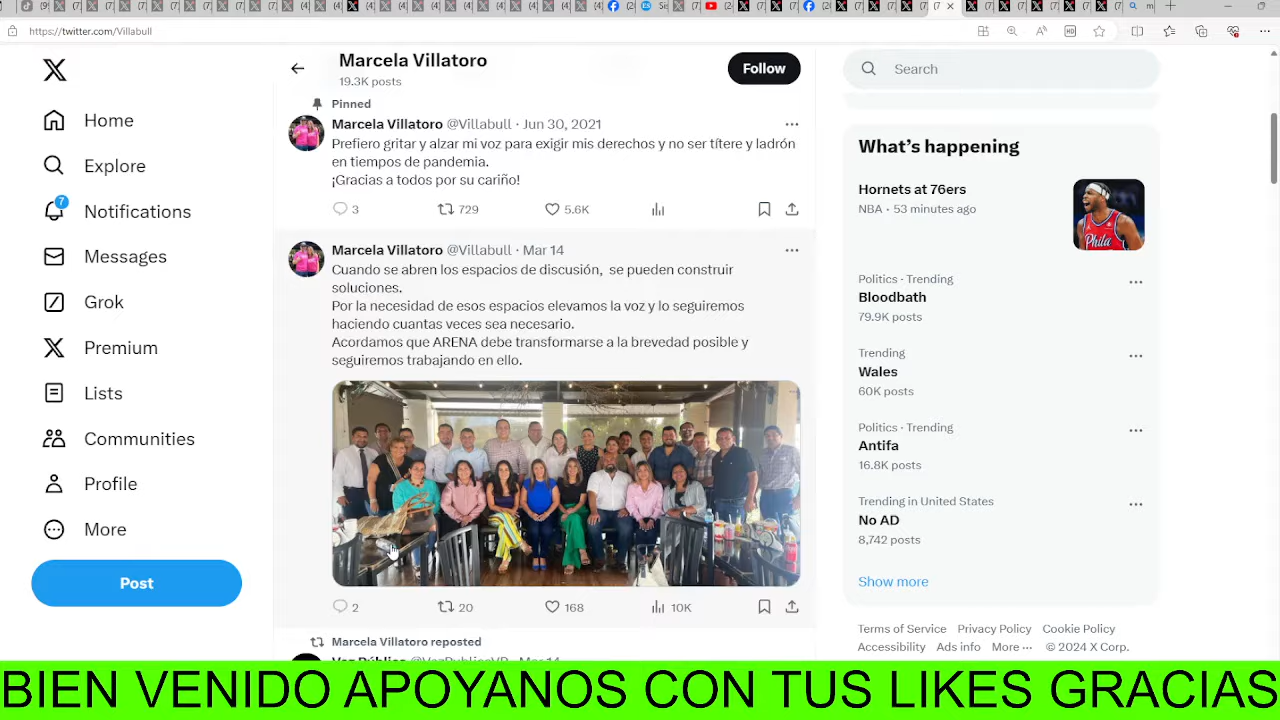 https://twitter.com/Villabull
Home
Explore
7
Notifications
Messages
Grok
Premium
Lists
Communities
Profile
More
Post
Marcela Villatoro
19.3K posts
Follow
Pinned
Marcela Villatoro @Villabull · Jun 30, 2021
Prefiero gritar y alzar mi voz para exigir mis derechos y no ser títere y ladrón
en tiempos de pandemia.
¡Gracias a todos por su cariño!
3 729 5.6K
Marcela Villatoro @Villabull · Mar 14
Cuando se abren los espacios de discusión, se pueden construir
soluciones.
Por la necesidad de esos espacios elevamos la voz y lo seguiremos
haciendo cuantas veces sea necesario.
Acordamos que ARENA debe transformarse a la brevedad posible y
seguiremos trabajando en ello.
2 20 168 10K
Marcela Villatoro reposted
Search
What's happening
Hornets at 76ers
NBA · 53 minutes ago
Phila
Politics · Trending
Bloodbath
79.9K posts
Trending
Wales
60K posts
Politics · Trending
Antifa
16.8K posts
Trending in United States
No AD
8,742 posts
Show more
Terms of Service Privacy Policy Cookie Policy
Accessibility Ads info More ··· © 2024 X Corp.
BIEN VENIDO APOYANOS CON TUS LIKES GRACIAS